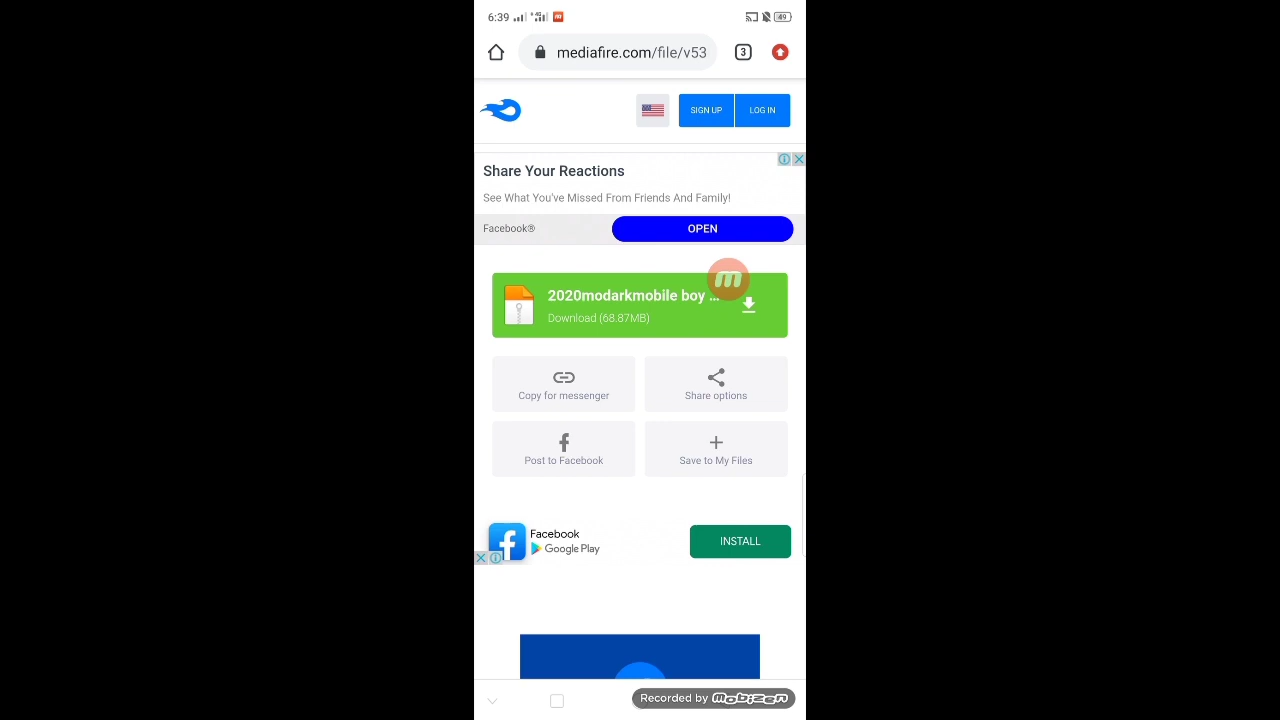 6:39
49
mediafire.com/file/v53
3
SIGN UP
LOG IN
Share Your Reactions
See What You've Missed From Friends And Family!
Facebook®
OPEN
m
2020modarkmobile boy ...
Download (68.87MB)
Copy for messenger
Share options
Post to Facebook
Save to My Files
Facebook
Google Play
INSTALL
Recorded by mobizen